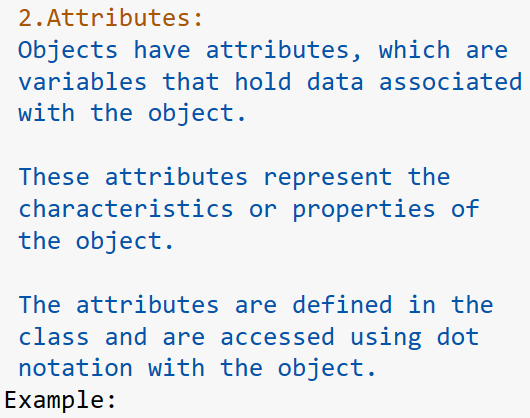 2.Attributes:
Objects have attributes, which are
variables that hold data associated
with the object.
These attributes represent the
characteristics or properties of
the object.
The attributes are defined in the
class and are accessed using dot
notation with the object.
Example: